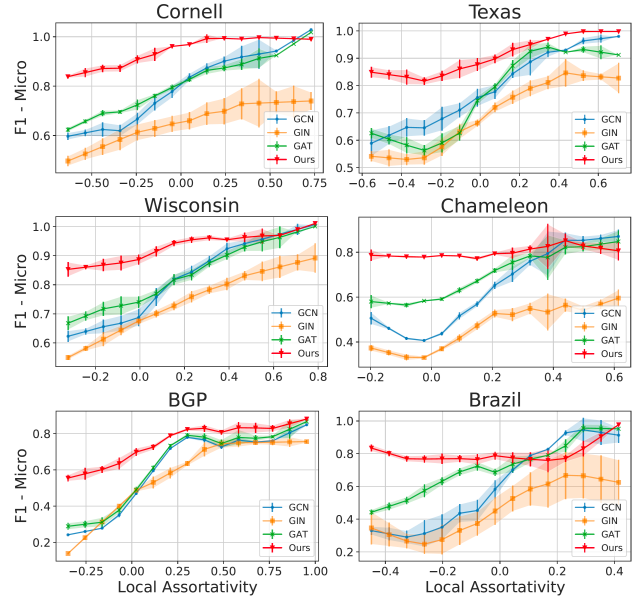 Cornell
F1 - Micro
1.0
0.8
0.6
−0.50 −0.25 0.00 0.25 0.50 0.75
GCN
GIN
GAT
Ours
Texas
1.0
0.9
0.8
0.7
0.6
0.5
−0.6 −0.4 −0.2 0.0 0.2 0.4 0.6
GCN
GIN
GAT
Ours
Wisconsin
F1 - Micro
1.0
0.9
0.8
0.7
0.6
−0.2 0.0 0.2 0.4 0.6 0.8
GCN
GIN
GAT
Ours
Chameleon
0.8
0.6
0.4
−0.2 0.0 0.2 0.4 0.6
GCN
GIN
GAT
Ours
BGP
F1 - Micro
0.8
0.6
0.4
0.2
−0.25 0.00 0.25 0.50 0.75 1.00
Local Assortativity
GCN
GIN
GAT
Ours
Brazil
1.0
0.8
0.6
0.4
0.2
−0.4 −0.2 0.0 0.2 0.4
Local Assortativity
GCN
GIN
GAT
Ours